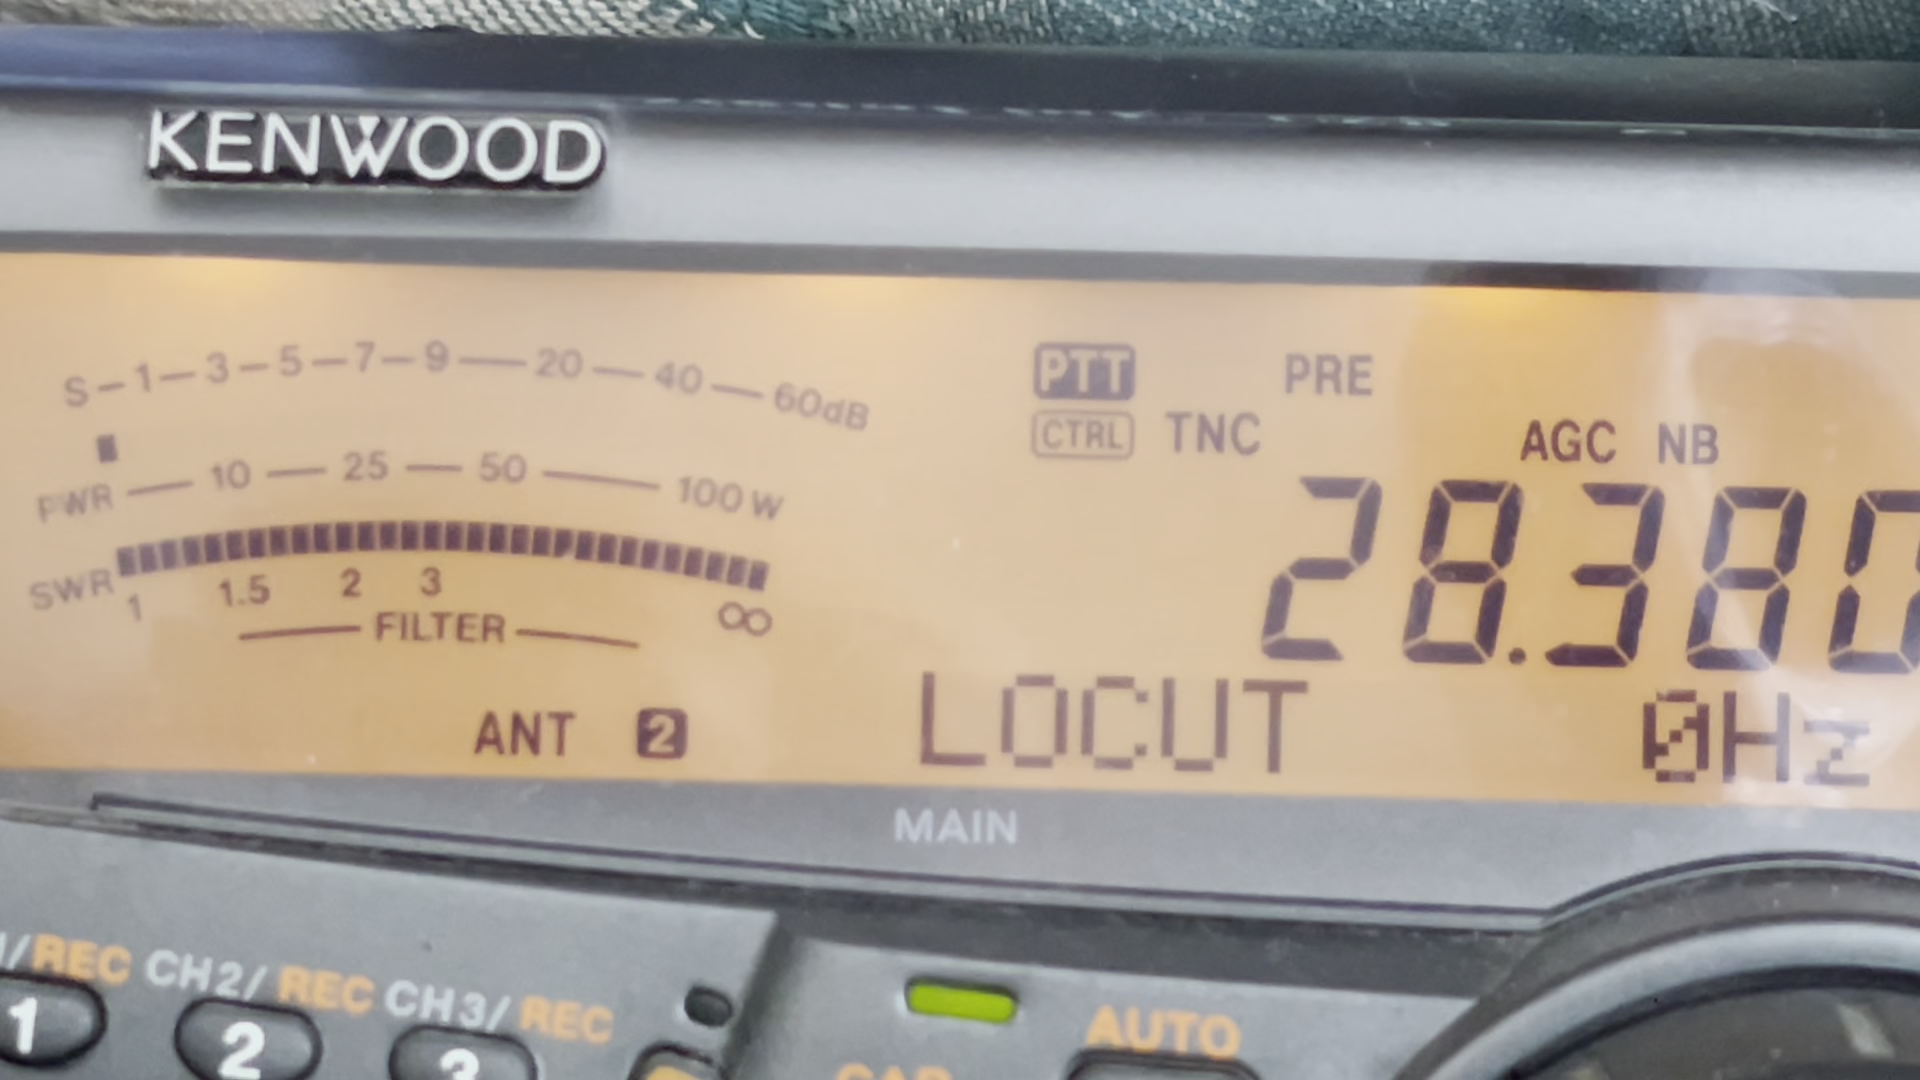 KENWOOD
S 1 3 5 7 9 20 40 60dB
PTT PRE
CTRL TNC AGC NB
PWR 10 25 50 100 W
28.380
SWR 1 1.5 2 3 ∞
FILTER
ANT 2 LOCUT 0Hz
MAIN
/REC CH2/REC CH3/REC
1 2 3 AUTO